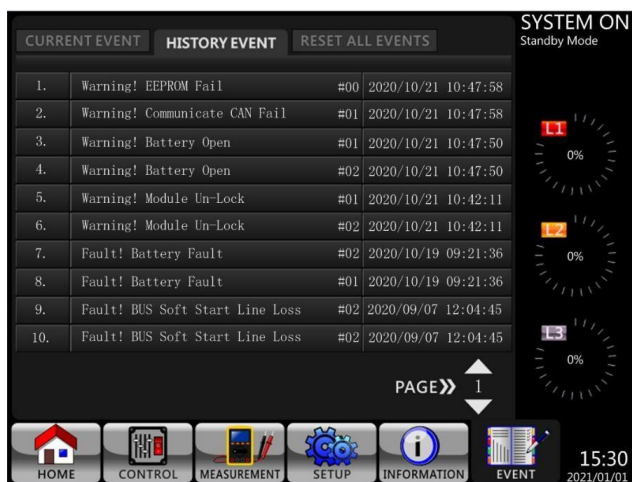 SYSTEM ON
Standby Mode
CURRENT EVENT HISTORY EVENT RESET ALL EVENTS
1. Warning! EEPROM Fail #00 2020/10/21 10:47:58
2. Warning! Communicate CAN Fail #01 2020/10/21 10:47:58
3. Warning! Battery Open #01 2020/10/21 10:47:50
4. Warning! Battery Open #02 2020/10/21 10:47:50
5. Warning! Module Un-Lock #01 2020/10/21 10:42:11
6. Warning! Module Un-Lock #02 2020/10/21 10:42:11
7. Fault! Battery Fault #02 2020/10/19 09:21:36
8. Fault! Battery Fault #01 2020/10/19 09:21:36
9. Fault! BUS Soft Start Line Loss #02 2020/09/07 12:04:45
10. Fault! BUS Soft Start Line Loss #02 2020/09/07 12:04:45
L1
0%
L2
0%
L3
0%
PAGE» 1
HOME CONTROL MEASUREMENT SETUP INFORMATION EVENT
15:30
2021/01/01